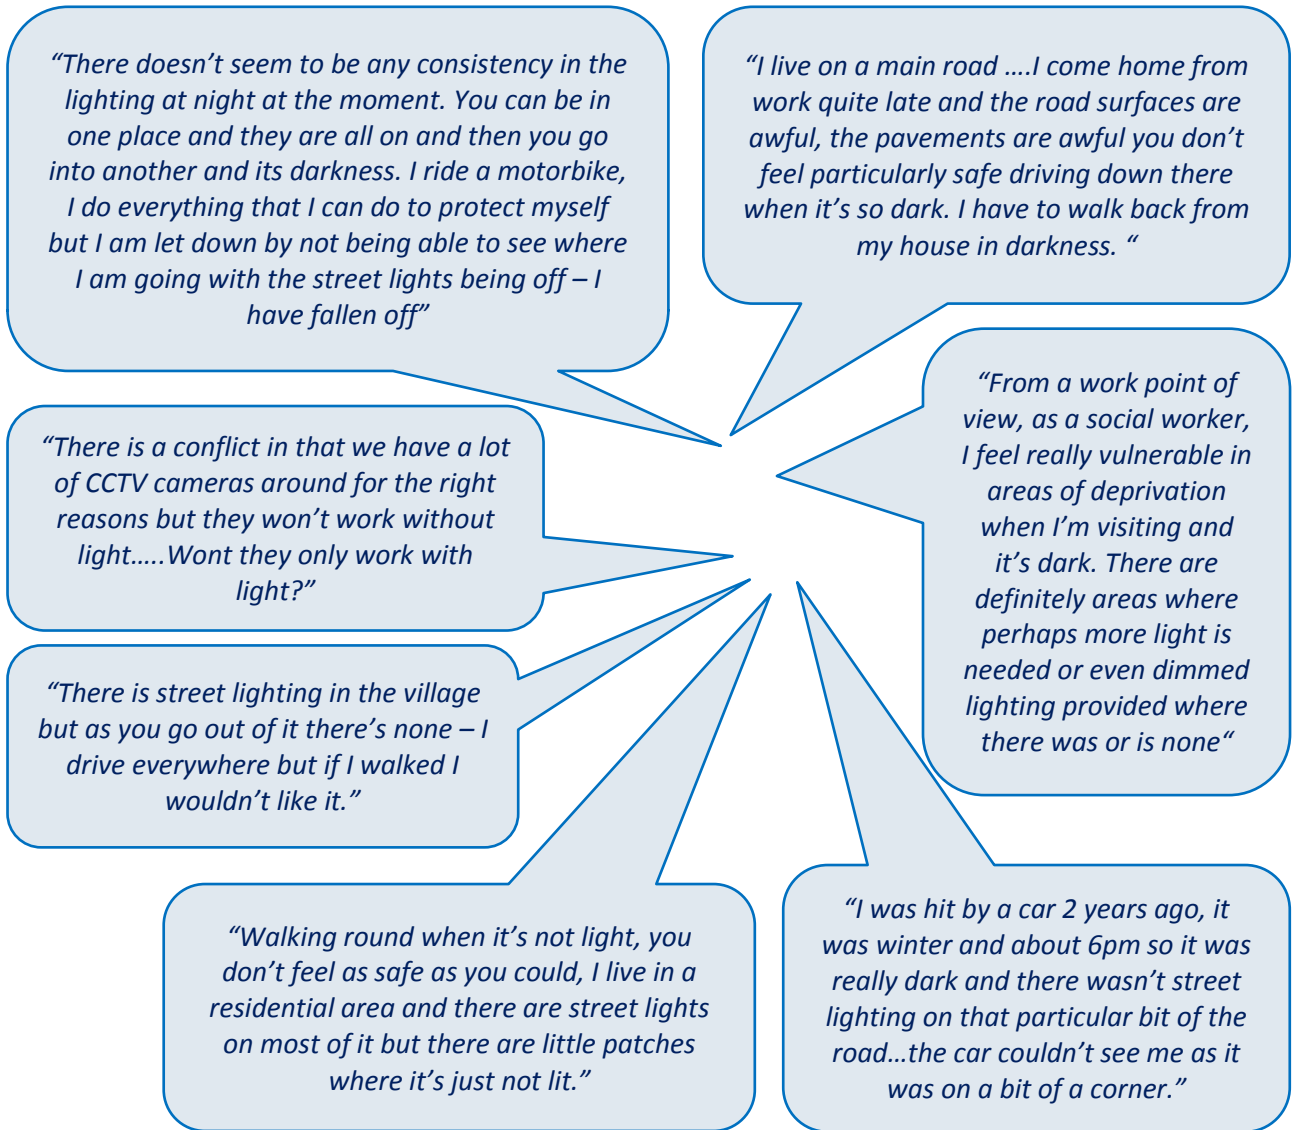 “There doesn’t seem to be any consistency in the
lighting at night at the moment. You can be in
one place and they are all on and then you go
into another and its darkness. I ride a motorbike,
I do everything that I can do to protect myself
but I am let down by not being able to see where
I am going with the street lights being off – I
have fallen off”
“I live on a main road ….I come home from
work quite late and the road surfaces are
awful, the pavements are awful you don’t
feel particularly safe driving down there
when it’s so dark. I have to walk back from
my house in darkness. “
“From a work point of
view, as a social worker,
I feel really vulnerable in
areas of deprivation
when I’m visiting and
it’s dark. There are
definitely areas where
perhaps more light is
needed or even dimmed
lighting provided where
there was or is none“
“There is a conflict in that we have a lot
of CCTV cameras around for the right
reasons but they won’t work without
light…..Wont they only work with
light?”
“There is street lighting in the village
but as you go out of it there’s none – I
drive everywhere but if I walked I
wouldn’t like it.”
“Walking round when it’s not light, you
don’t feel as safe as you could, I live in a
residential area and there are street lights
on most of it but there are little patches
where it’s just not lit.”
“I was hit by a car 2 years ago, it
was winter and about 6pm so it was
really dark and there wasn’t street
lighting on that particular bit of the
road…the car couldn’t see me as it
was on a bit of a corner.”